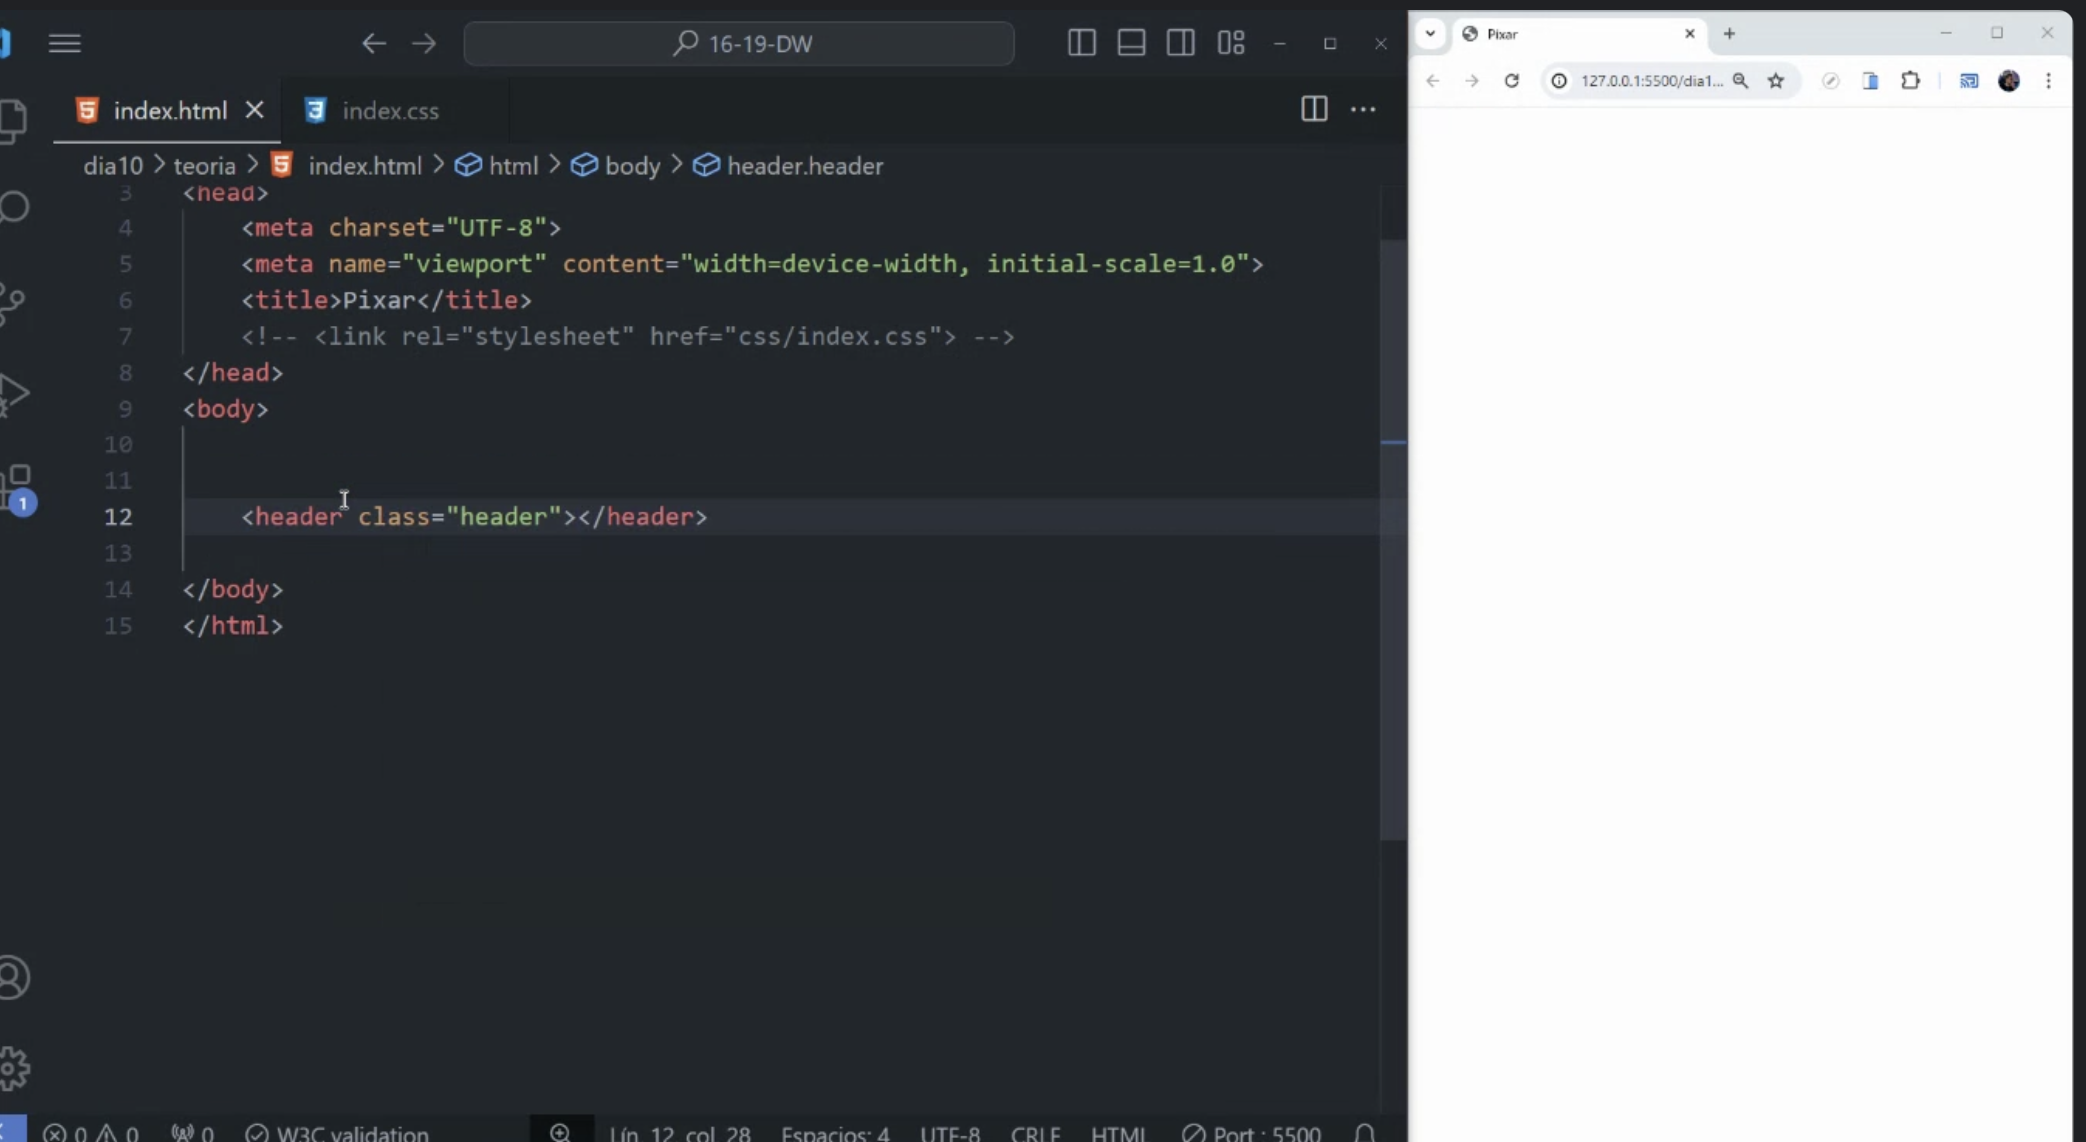 16-19-DW
index.html
index.css
dia10 > teoria > index.html > html > body > header.header
3 <head>
4 <meta charset="UTF-8">
5 <meta name="viewport" content="width=device-width, initial-scale=1.0">
6 <title>Pixar</title>
7 <!-- <link rel="stylesheet" href="css/index.css"> -->
8 </head>
9 <body>
10
11
12 <header class="header"></header>
13
14 </body>
15 </html>
1
0 0 0 W3C validation Lín. 12, col. 28 Espacios: 4 UTF-8 CRLF HTML Port : 5500
Pixar
127.0.0.1:5500/dia1...